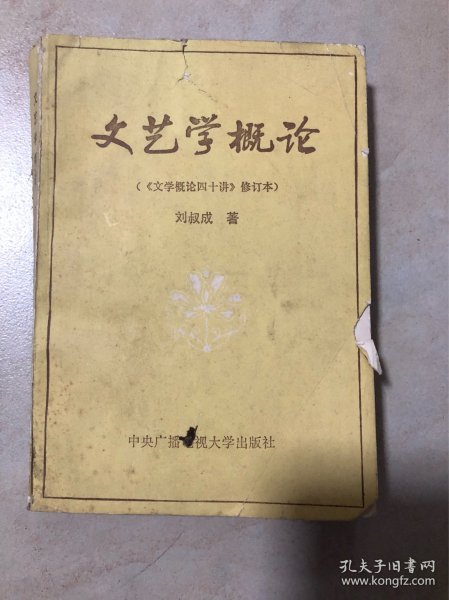 文艺学概论
(《文学概论四十讲》修订本)
刘叔成 著
中央广播视大学出版社
孔夫子旧书网
www.kongfz.com